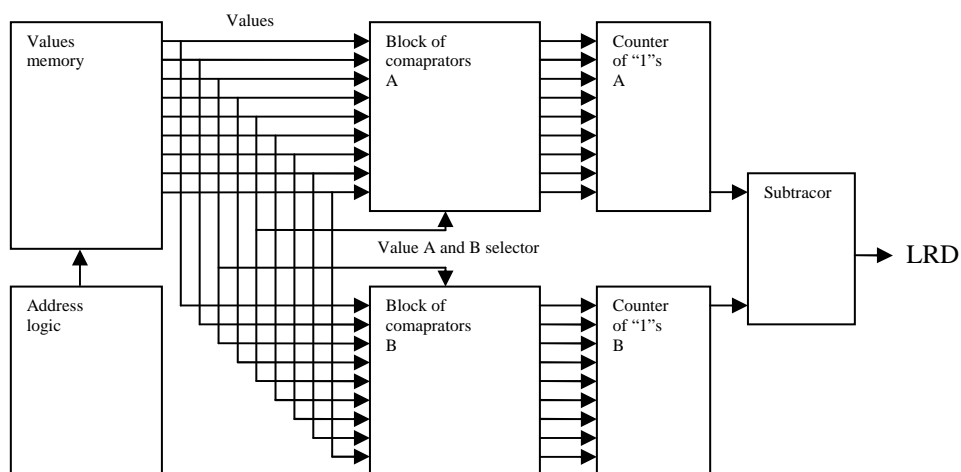 Values
Values
memory
Block of
comaprators
A
Counter
of “1”s
A
Subtracor
LRD
Value A and B selector
Address
logic
Block of
comaprators
B
Counter
of “1”s
B